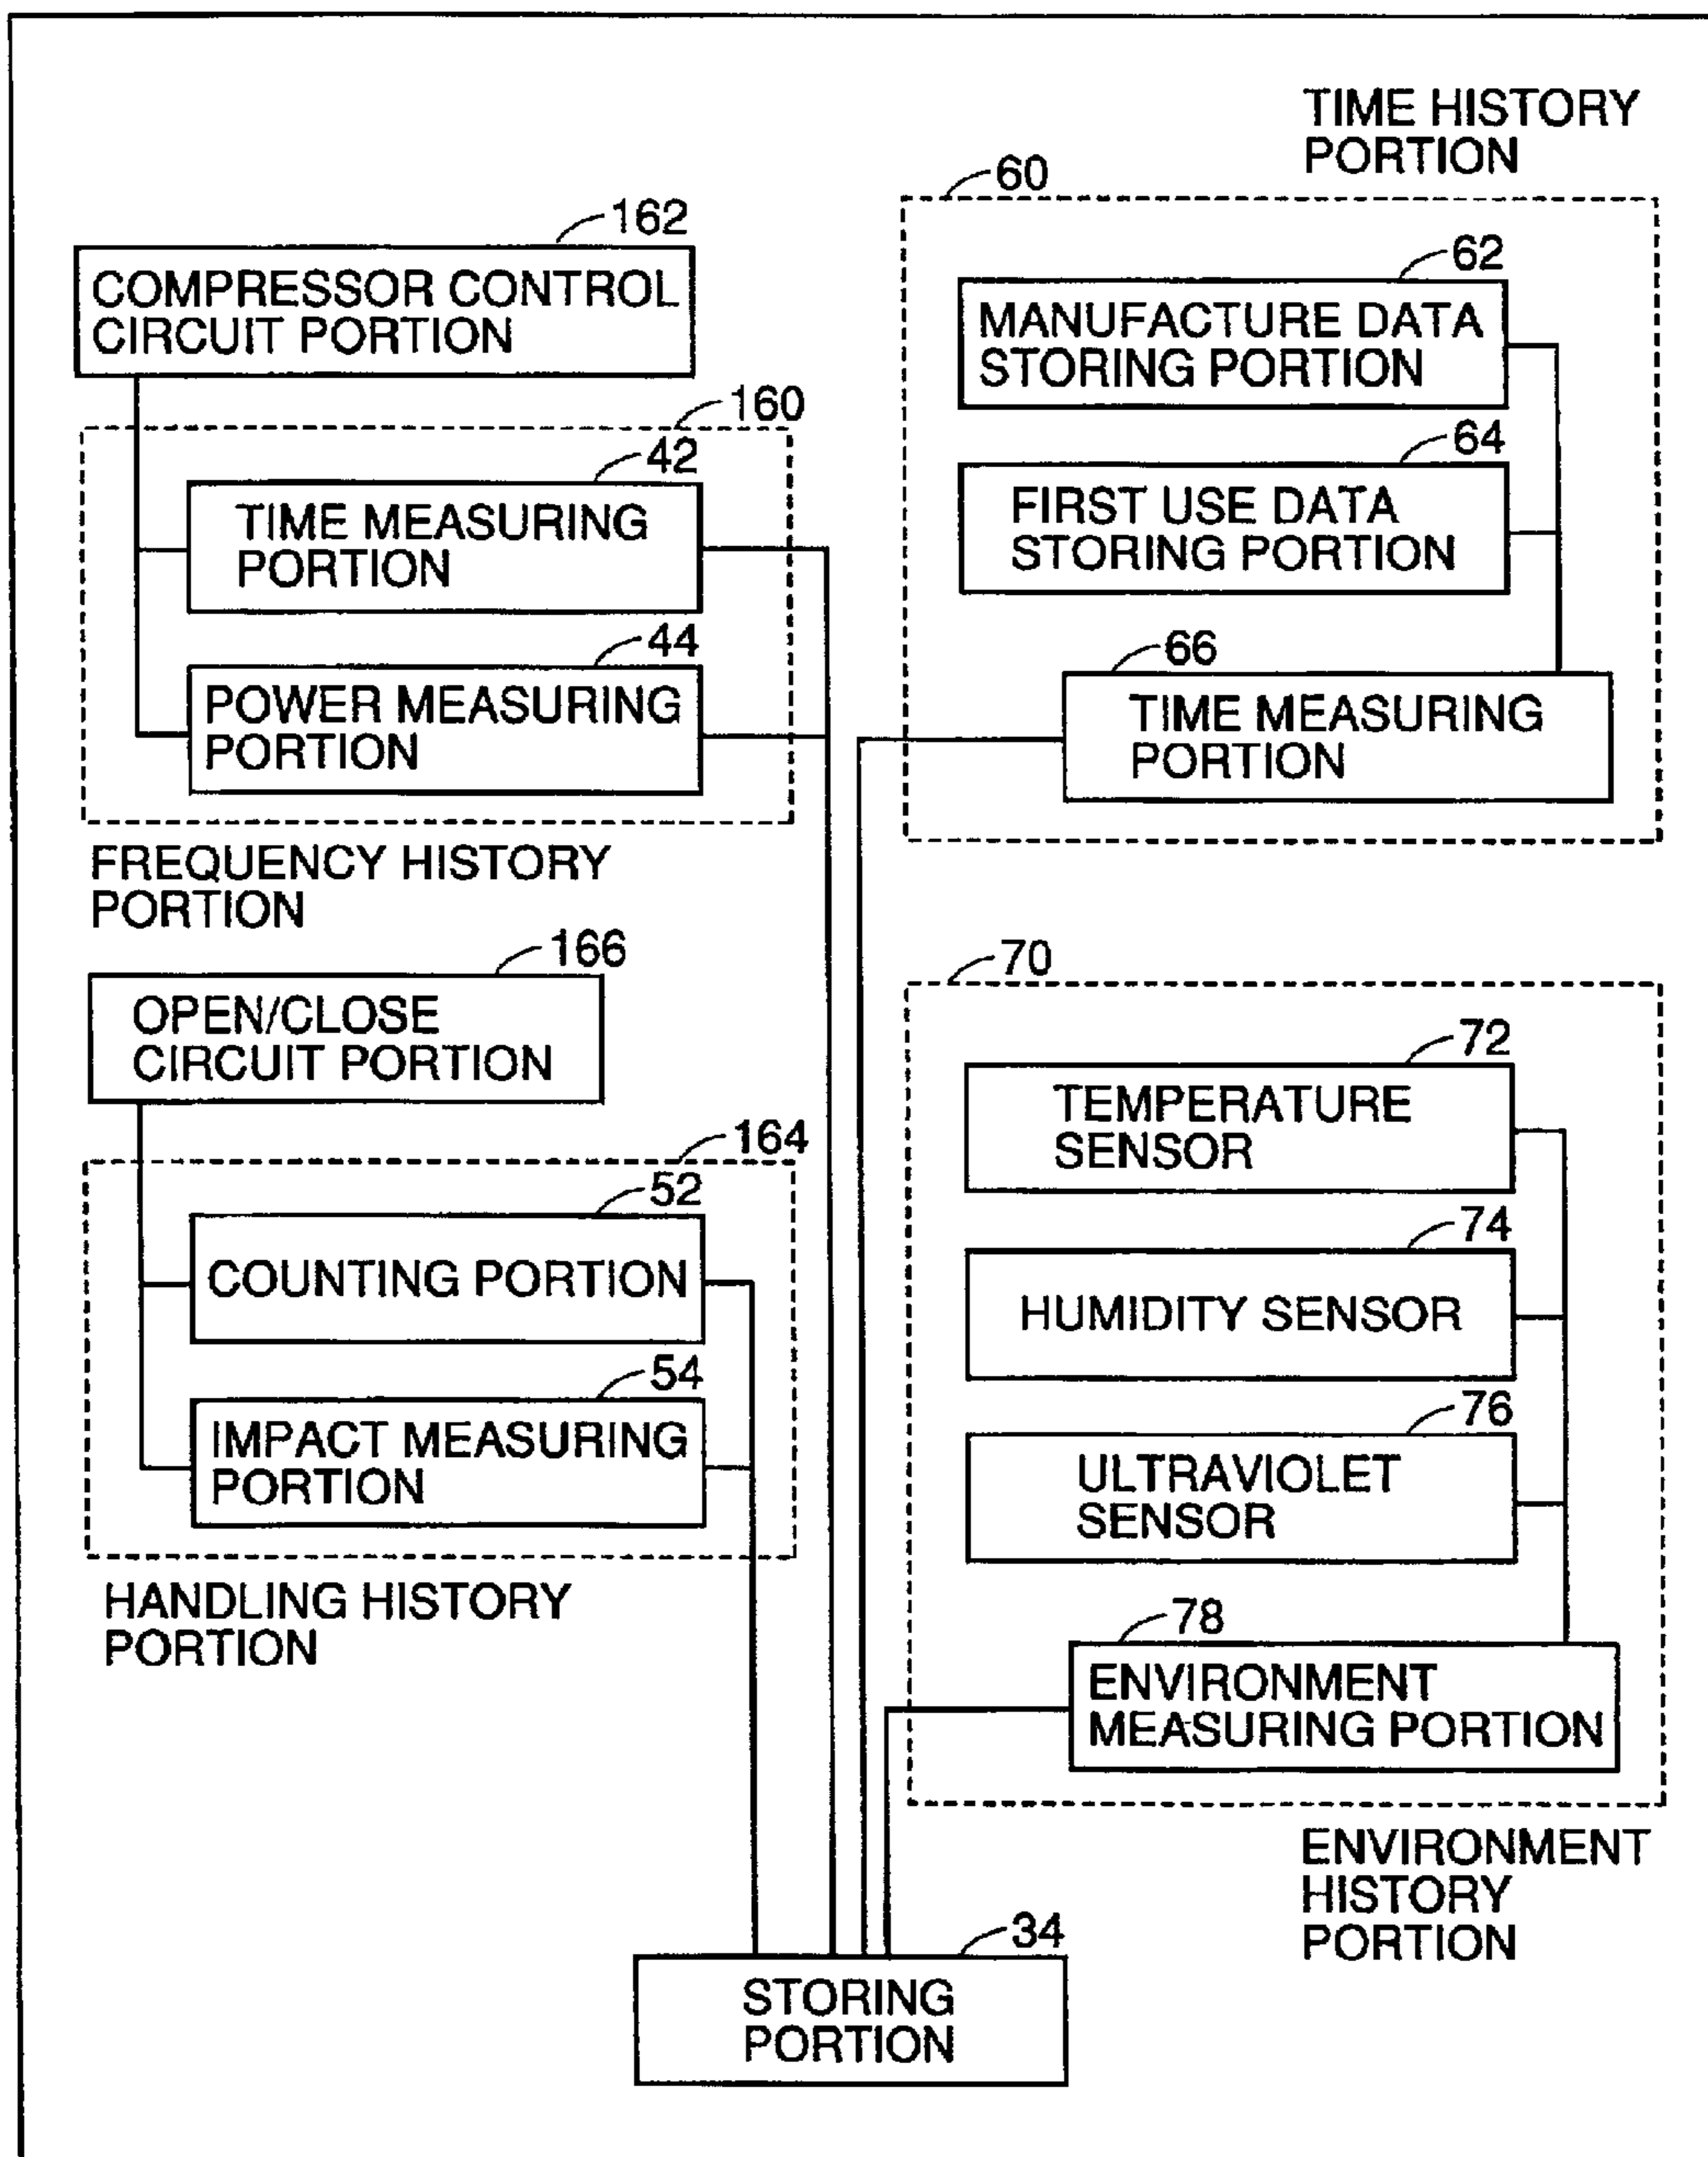 162
COMPRESSOR CONTROL
CIRCUIT PORTION
160
42
TIME MEASURING
PORTION
44
POWER MEASURING
PORTION
FREQUENCY HISTORY
PORTION
166
OPEN/CLOSE
CIRCUIT PORTION
164
52
COUNTING PORTION
54
IMPACT MEASURING
PORTION
HANDLING HISTORY
PORTION
TIME HISTORY
PORTION
60
62
MANUFACTURE DATA
STORING PORTION
64
FIRST USE DATA
STORING PORTION
66
TIME MEASURING
PORTION
70
72
TEMPERATURE
SENSOR
74
HUMIDITY SENSOR
76
ULTRAVIOLET
SENSOR
78
ENVIRONMENT
MEASURING PORTION
ENVIRONMENT
HISTORY
PORTION
34
STORING
PORTION